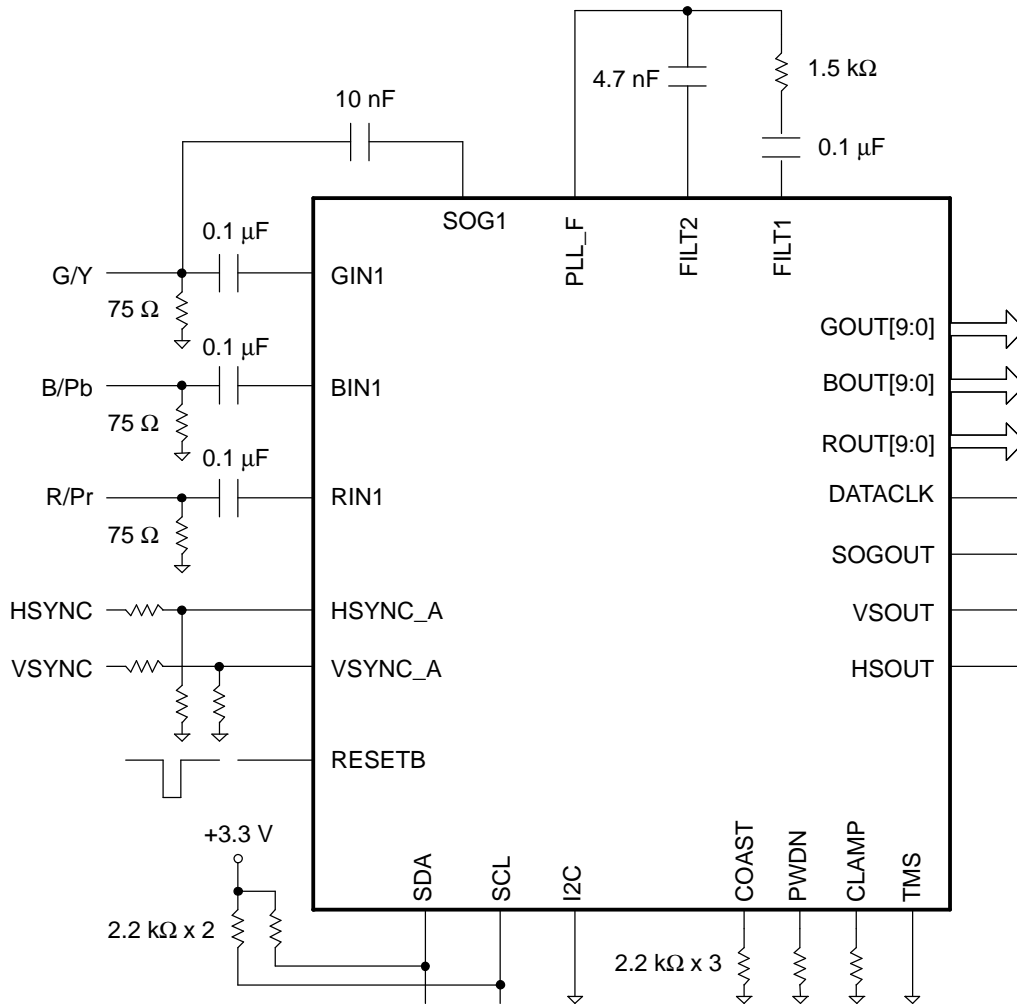 1.5 kΩ
4.7 nF
10 nF
0.1 μF
SOG1
PLL_F
FILT2
FILT1
0.1 μF
G/Y
GIN1
75 Ω
GOUT[9:0]
0.1 μF
B/Pb
BIN1
BOUT[9:0]
75 Ω
ROUT[9:0]
0.1 μF
R/Pr
RIN1
DATACLK
75 Ω
SOGOUT
HSYNC
HSYNC_A
VSOUT
VSYNC
VSYNC_A
HSOUT
RESETB
+3.3 V
SDA
SCL
I2C
COAST
PWDN
CLAMP
TMS
2.2 kΩ x 2
2.2 kΩ x 3